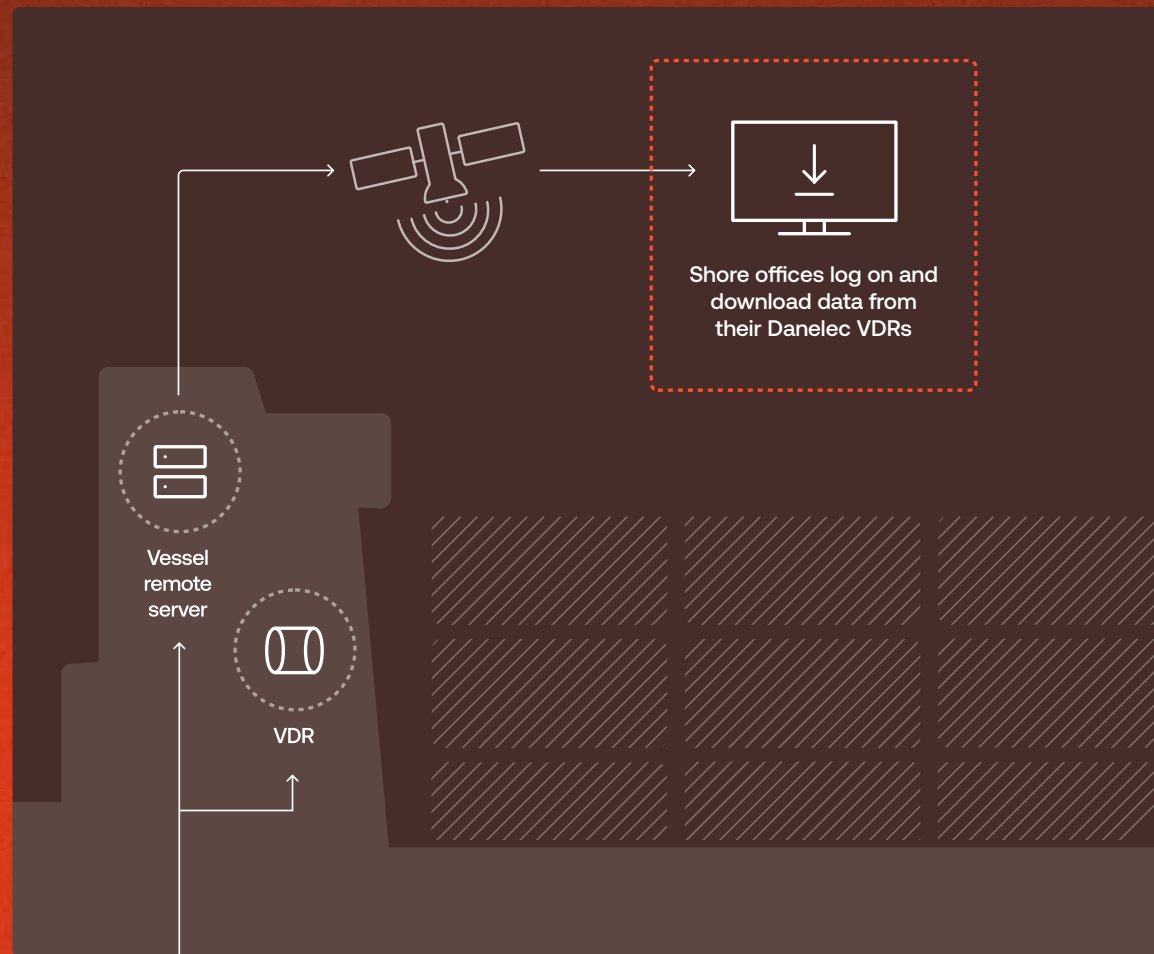 Shore offices log on and
download data from
their Danelec VDRs
Vessel
remote
server
VDR